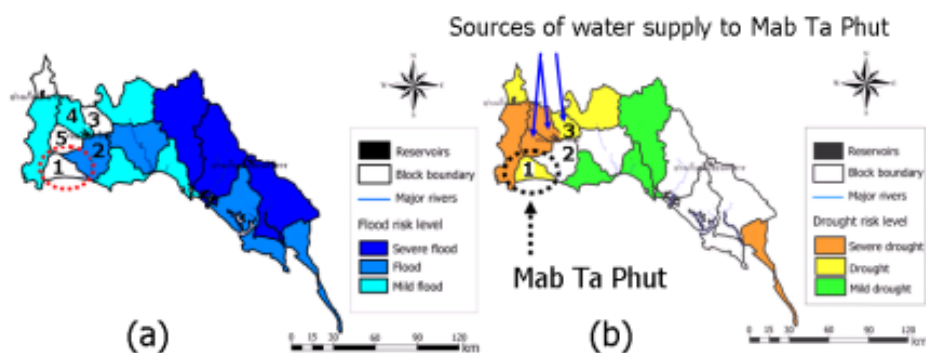 Sources of water supply to Mab Ta Phut
4
3
5
2
1
Reservoirs
Block boundary
Major rivers
Flood risk level
Severe flood
Flood
Mild flood
(a)
0 15 30 60 90 120
km
3
2
1
Mab Ta Phut
Reservoirs
Block boundary
Major rivers
Drought risk level
Severe drought
Drought
Mild drought
(b)
0 15 30 60 90 120
km